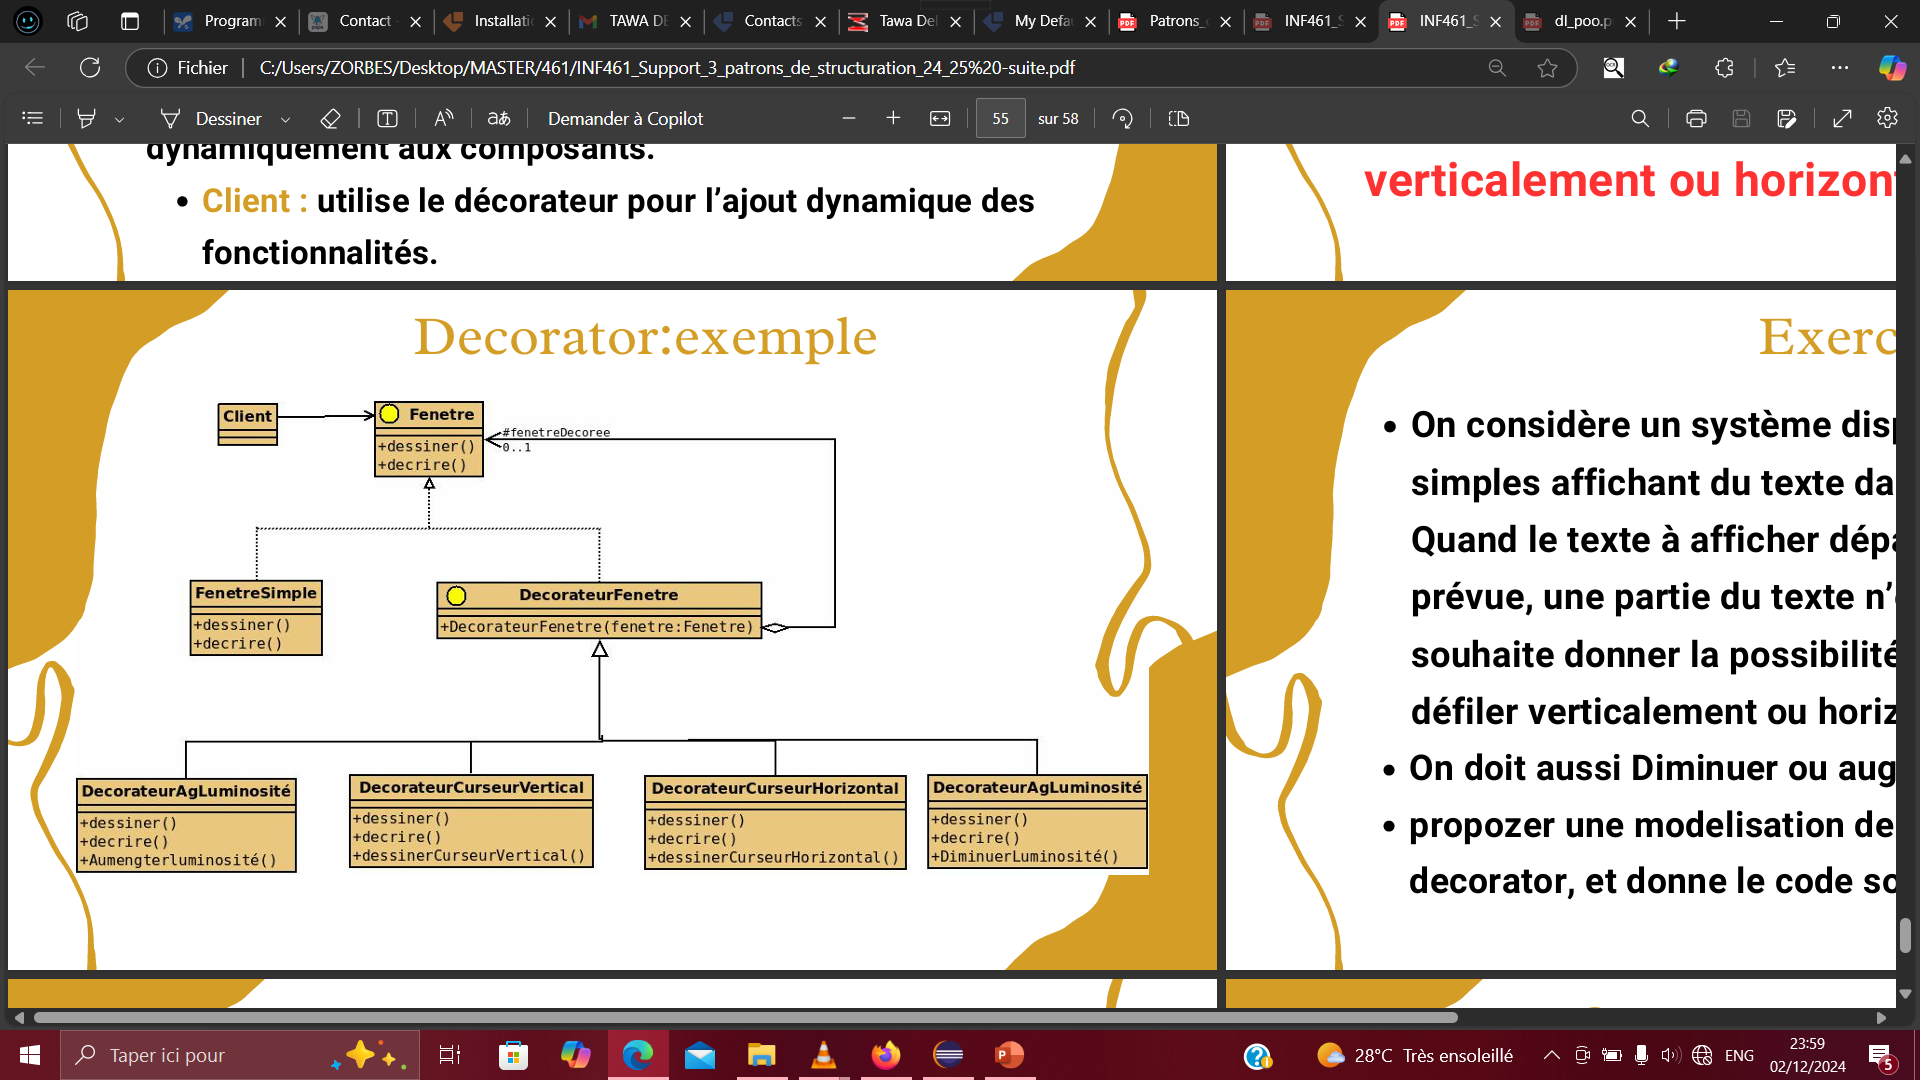 Program
Contact
Installati
TAWA DE
Contacts
Tawa Del
My Defa
Patrons_
INF461_S
INF461_S
dl_poo.p
Fichier
C:/Users/ZORBES/Desktop/MASTER/461/INF461_Support_3_patrons_de_structuration_24_25%20-suite.pdf
Dessiner
aあ
Demander à Copilot
55
sur 58
dynamiquement aux composants.
• Client : utilise le décorateur pour l’ajout dynamique des
fonctionnalités.
verticalement ou horizon
Decorator:exemple
Client
Fenetre
+dessiner()
+decrire()
#fenetreDecoree
0..1
FenetreSimple
+dessiner()
+decrire()
DecorateurFenetre
+DecorateurFenetre(fenetre:Fenetre)
DecorateurAgLuminosité
+dessiner()
+decrire()
+Aumengterluminosité()
DecorateurCurseurVertical
+dessiner()
+decrire()
+dessinerCurseurVertical()
DecorateurCurseurHorizontal
+dessiner()
+decrire()
+dessinerCurseurHorizontal()
DecorateurAgLuminosité
+dessiner()
+decrire()
+DiminuerLuminosité()
Exerc
• On considère un système disp
simples affichant du texte da
Quand le texte à afficher dépa
prévue, une partie du texte n’
souhaite donner la possibilité
défiler verticalement ou horiz
• On doit aussi Diminuer ou aug
• propozer une modelisation de
decorator, et donne le code so
Taper ici pour
28°C Très ensoleillé
ENG
23:59
02/12/2024
5